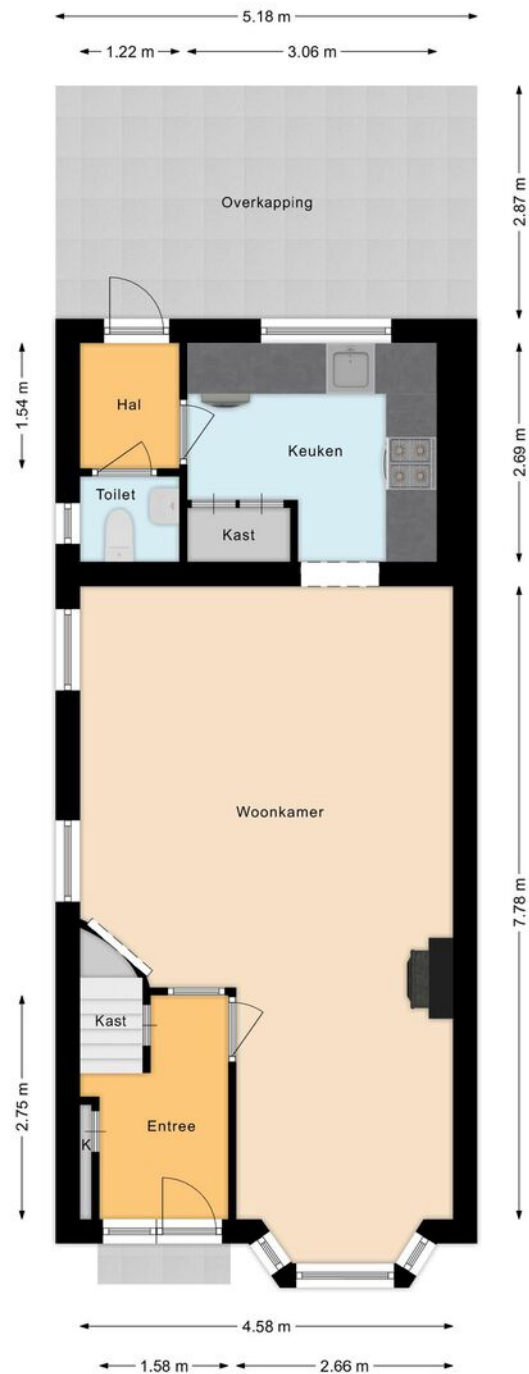 5.18 m
1.22 m
3.06 m
Overkapping
2.87 m
1.54 m
Hal
Keuken
2.69 m
Toilet
Kast
Woonkamer
7.78 m
Kast
2.75 m
K
Entree
4.58 m
1.58 m
2.66 m